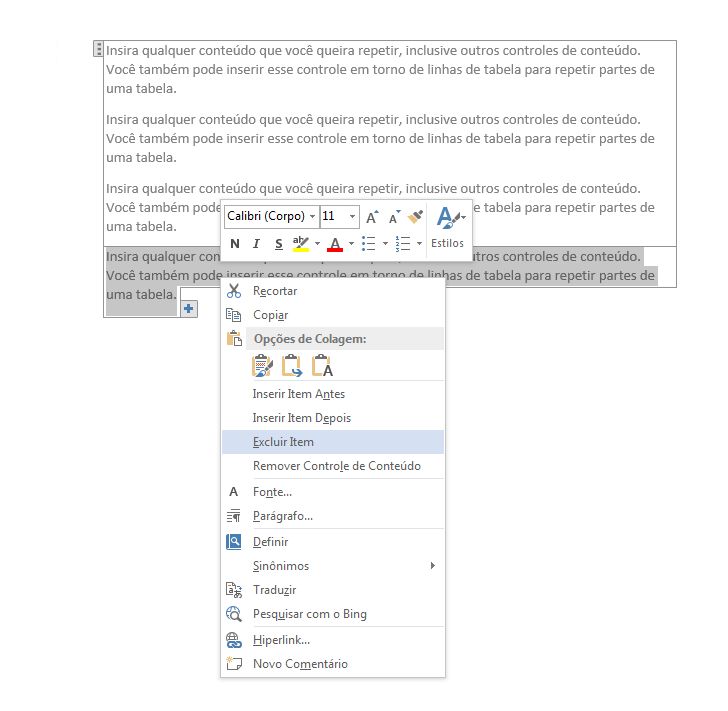 Insira qualquer conteúdo que você queira repetir, inclusive outros controles de conteúdo.
Você também pode inserir esse controle em torno de linhas de tabela para repetir partes de
uma tabela.
Insira qualquer conteúdo que você queira repetir, inclusive outros controles de conteúdo.
Você também pode inserir esse controle em torno de linhas de tabela para repetir partes de
uma tabela.
Insira qualquer conteúdo que você queira repetir, inclusive outros controles de conteúdo.
Você também pode de tabela para repetir partes de
uma tabela.
Calibri (Corpo) 11 A A A
N I S ab A Estilos
Insira qualquer outros controles de conteúdo.
Você também pode inserir esse controle em torno de linhas de tabela para repetir partes de
uma tabela.
Recortar
Copiar
Opções de Colagem:
A
Inserir Item Antes
Inserir Item Depois
Excluir Item
Remover Controle de Conteúdo
A Fonte...
Parágrafo...
Definir
Sinônimos
Traduzir
Pesquisar com o Bing
Hiperlink...
Novo Comentário